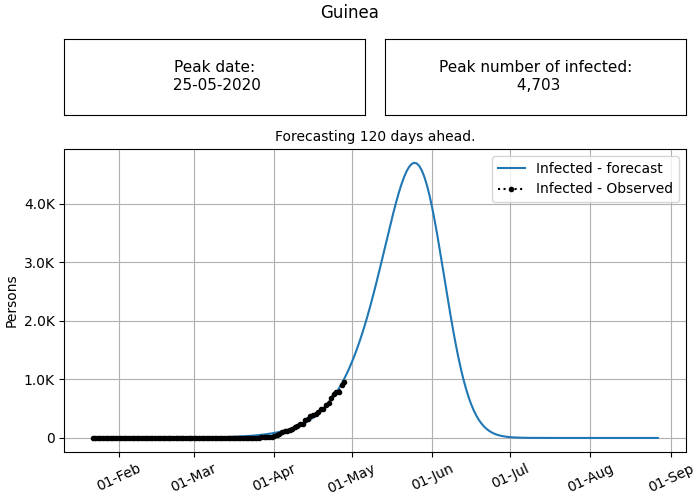 Guinea
Peak date:
25-05-2020
Peak number of infected:
4,703
Forecasting 120 days ahead.
Infected - forecast
Infected - Observed
4.0K
3.0K
2.0K
1.0K
0
Persons
01-Feb
01-Mar
01-Apr
01-May
01-Jun
01-Jul
01-Aug
01-Sep